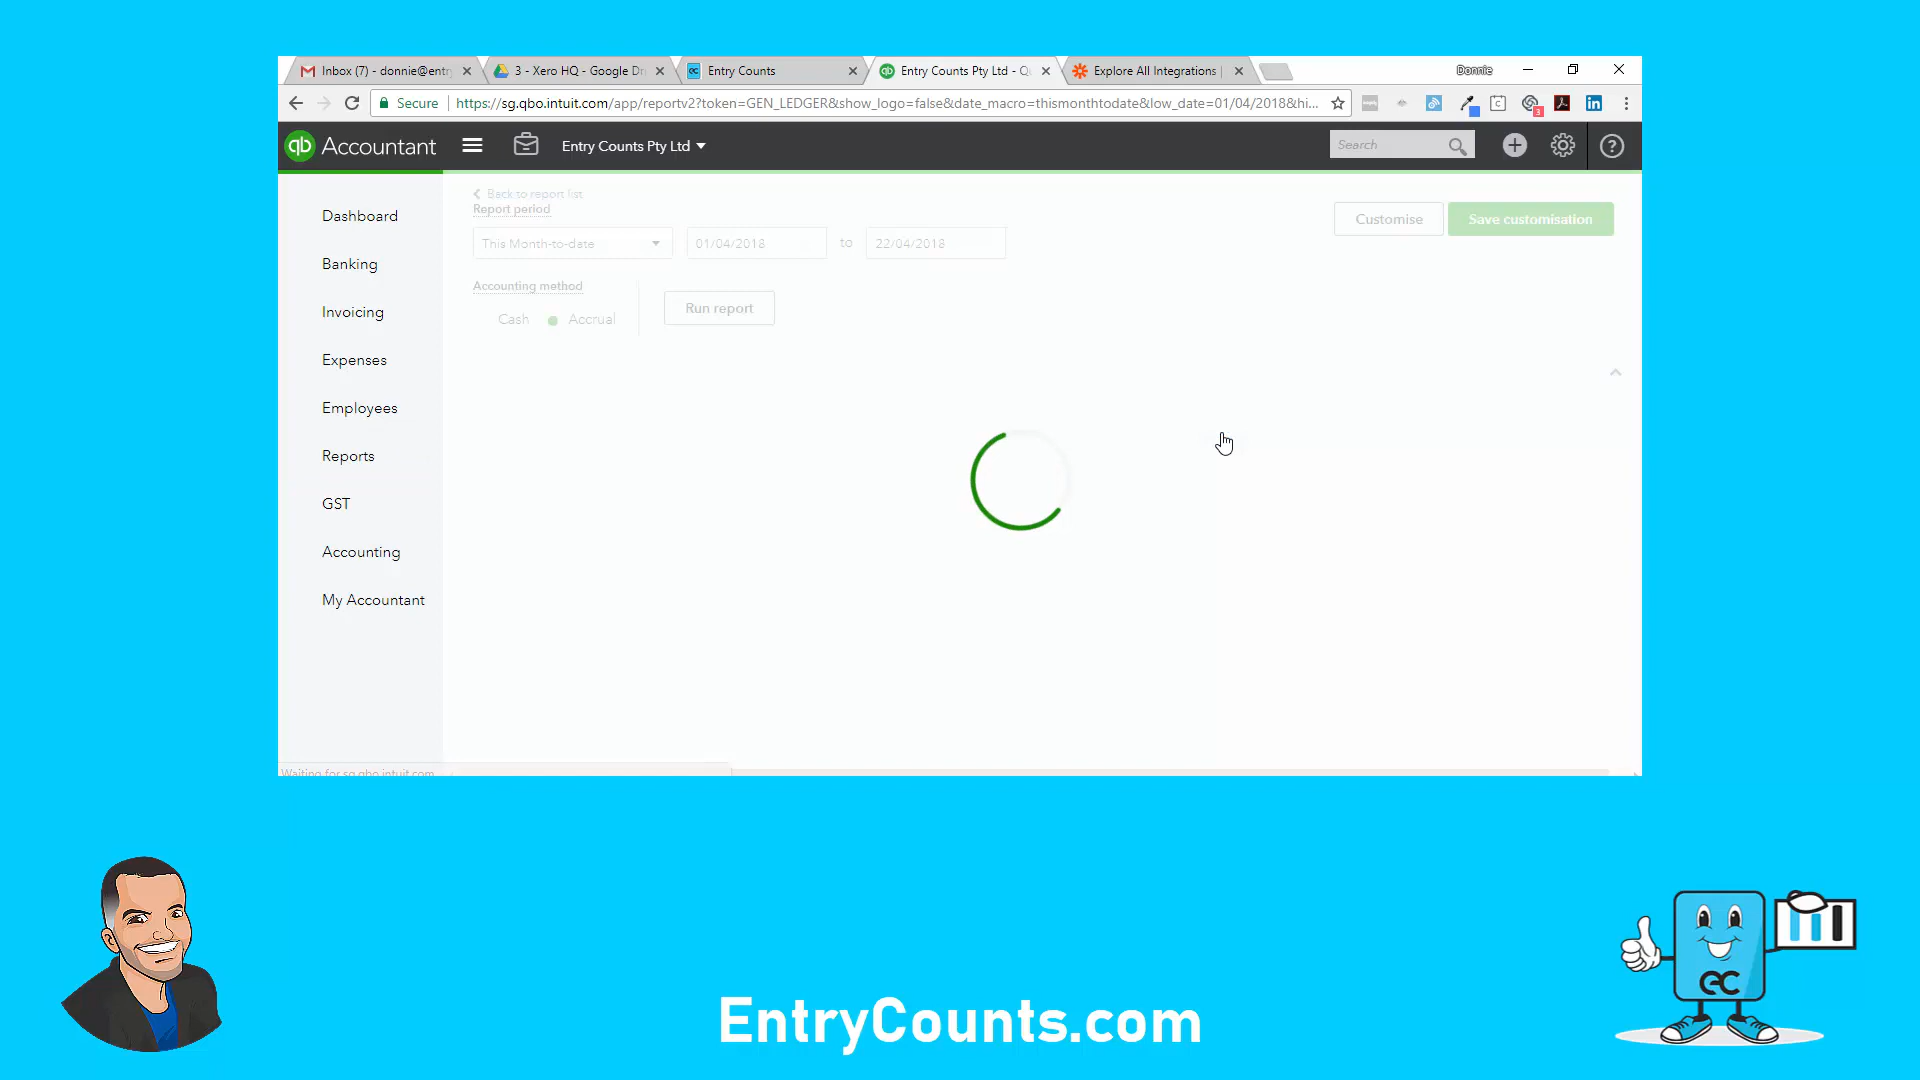 Inbox (7) - donnie@entry
3 - Xero HQ - Google Dr
Entry Counts
Entry Counts Pty Ltd - Q
Explore All Integrations |
Donnie
Secure
https://sg.qbo.intuit.com/app/reportv2?token=GEN_LEDGER&show_logo=false&date_macro=thismonthtodate&low_date=01/04/2018&hi...
qb Accountant
Entry Counts Pty Ltd
Search
Dashboard
Banking
Invoicing
Expenses
Employees
Reports
GST
Accounting
My Accountant
Back to report list
Report period
This Month-to-date
01/04/2018
to
22/04/2018
Customise
Save customisation
Accounting method
Cash
Accrual
Run report
Waiting for sg.qbo.intuit.com...
ec
EntryCounts.com